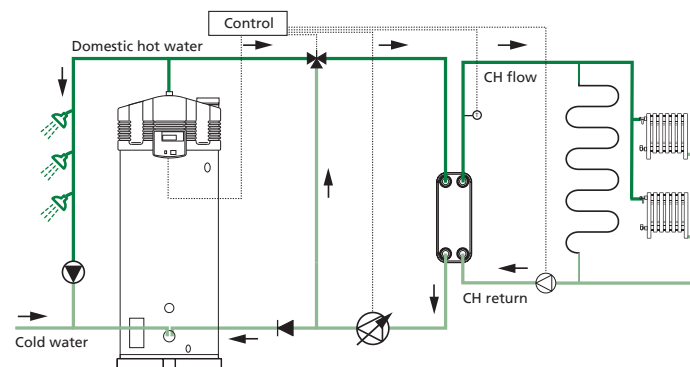 Control
Domestic hot water
CH flow
T
CH return
Cold water